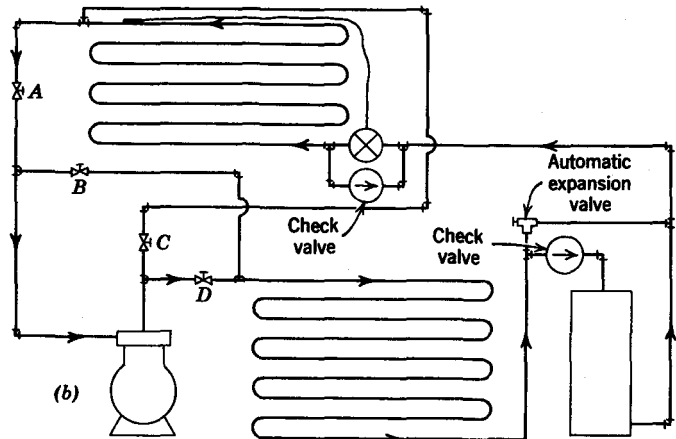 A
B
Automatic
expansion
valve
Check
valve
C
Check
valve
D
(b)